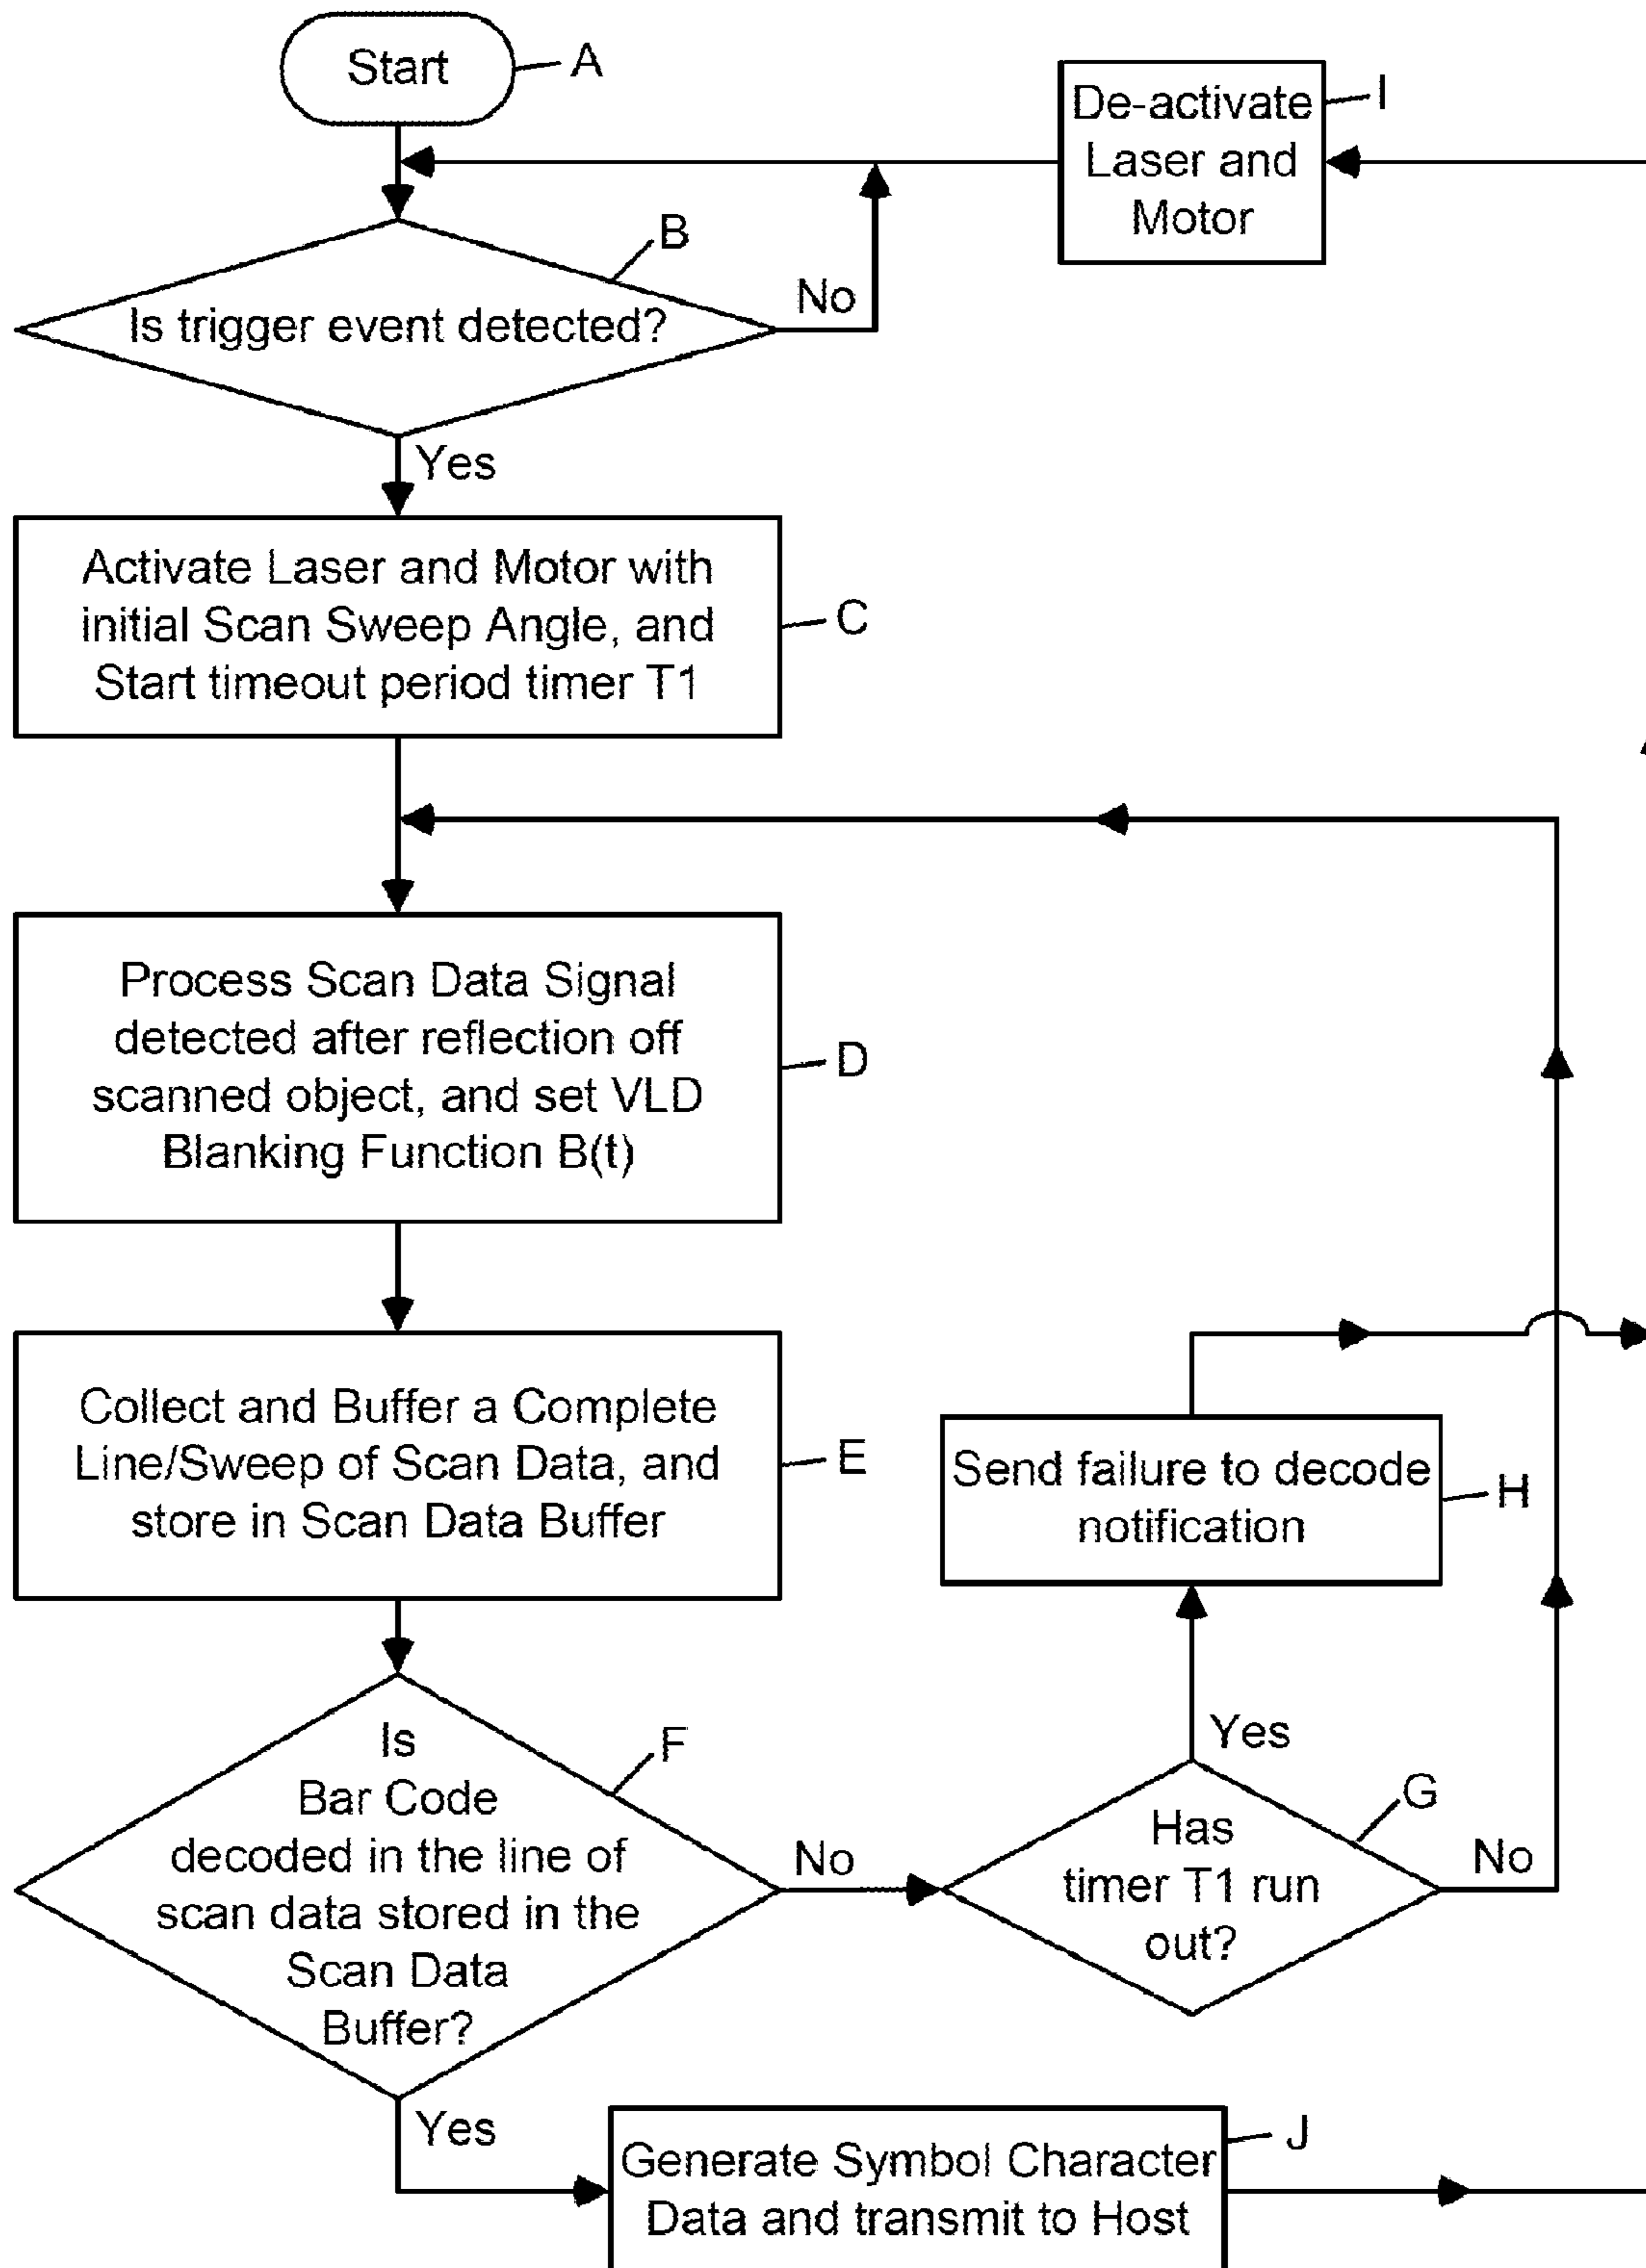 Start
A
De-activate
Laser and
Motor
I
B
Is trigger event detected?
No
Yes
Activate Laser and Motor with
initial Scan Sweep Angle, and
Start timeout period timer T1
C
Process Scan Data Signal
detected after reflection off
scanned object, and set VLD
Blanking Function B(t)
D
Collect and Buffer a Complete
Line/Sweep of Scan Data, and
store in Scan Data Buffer
E
Send failure to decode
notification
H
Is
Bar Code
decoded in the line of
scan data stored in the
Scan Data
Buffer?
F
No
Yes
Has
timer T1 run
out?
G
No
Yes
Generate Symbol Character
Data and transmit to Host
J